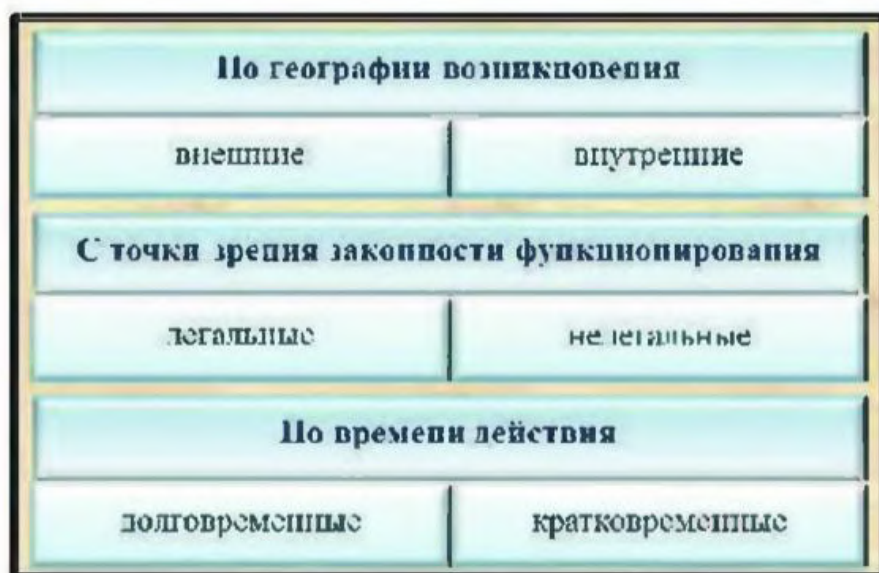 По географии возникновения
внешние внутренние
С точки зрения законности функционирования
легальные нелегальные
По времени действия
долговременные кратковременные